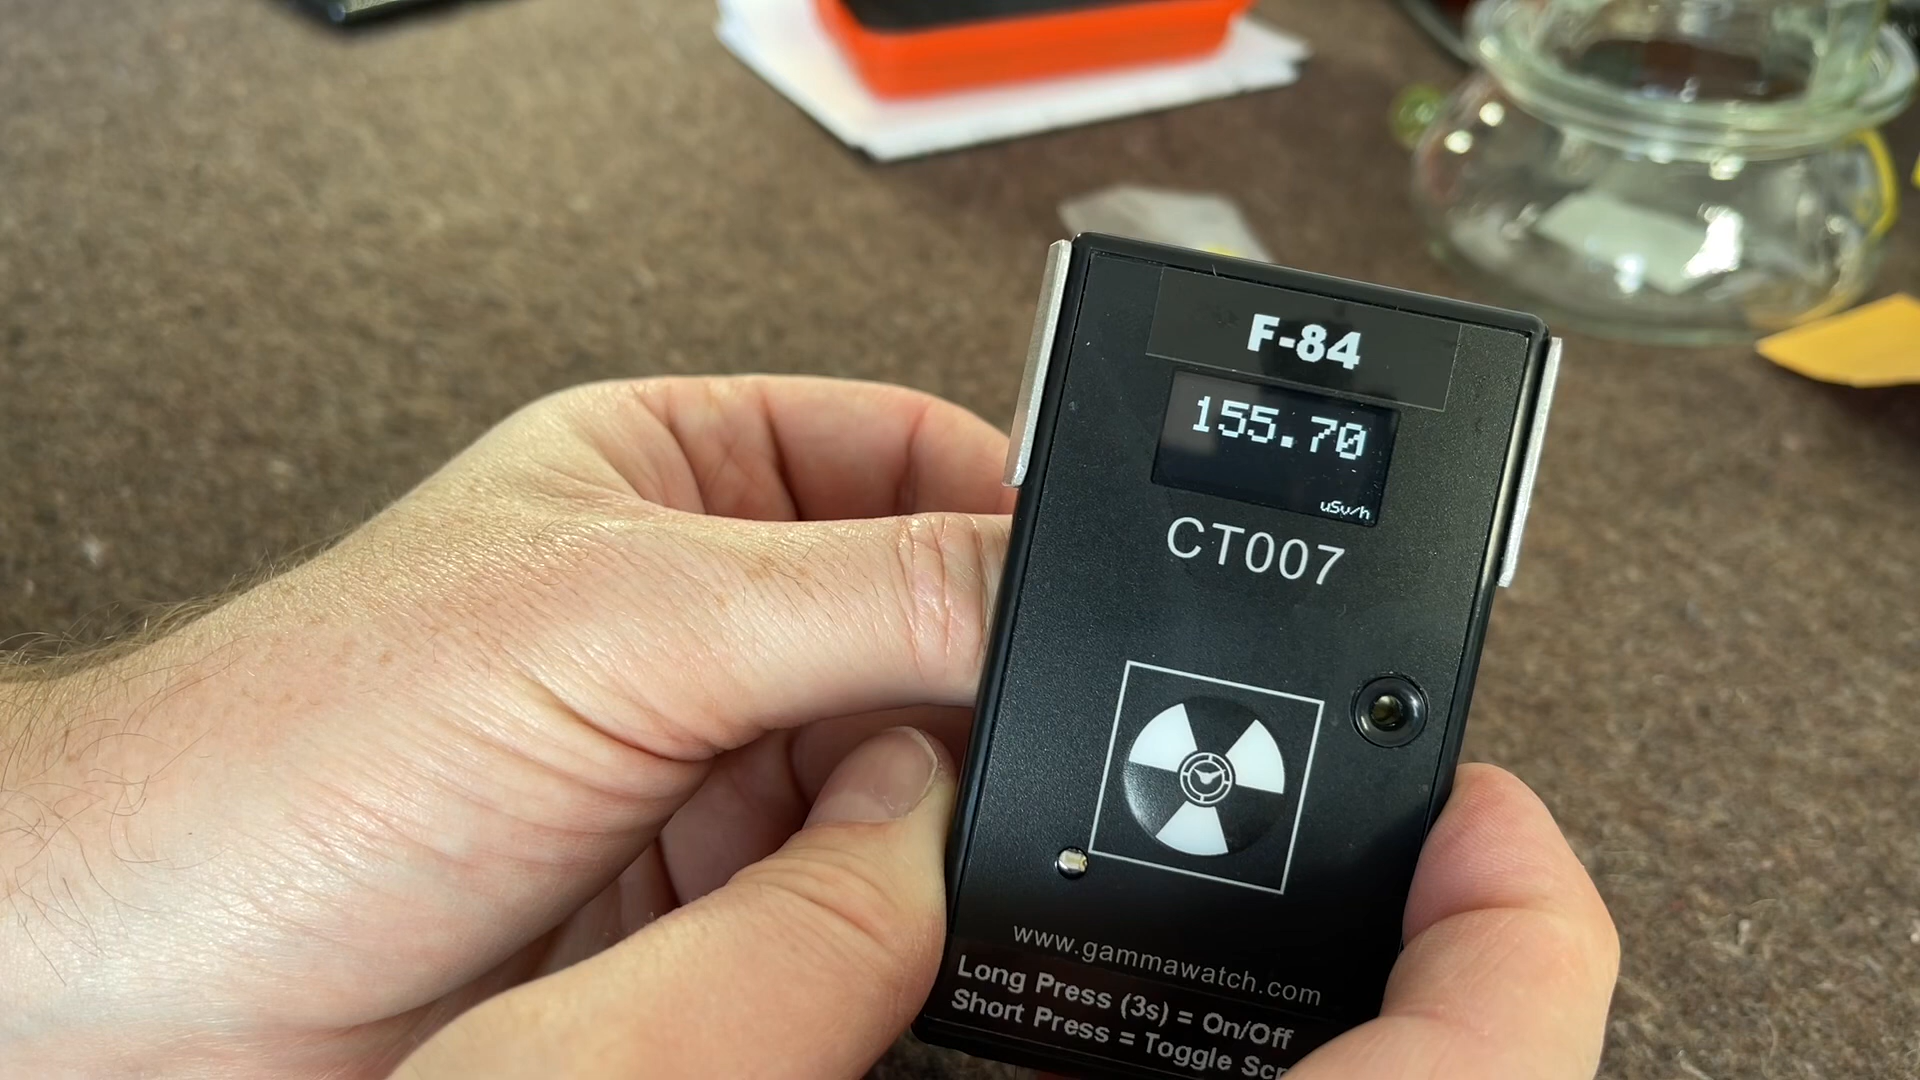 F-84
155.70
uSv/h
CT007
www.gammawatch.com
Long Press (3s) = On/Off
Short Press = Toggle